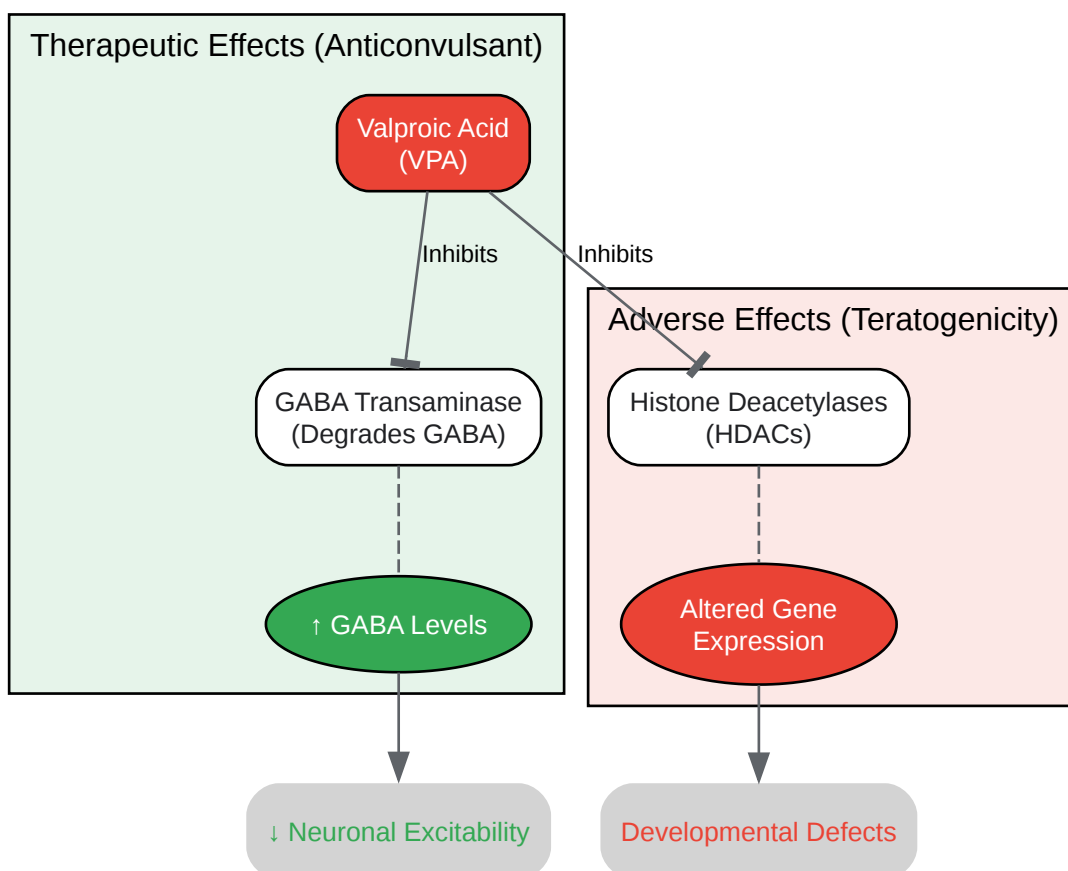 Therapeutic Effects (Anticonvulsant)
Valproic Acid
(VPA)
Inhibits
Inhibits
Adverse Effects (Teratogenicity)
GABA Transaminase
(Degrades GABA)
Histone Deacetylases
(HDACs)
↑ GABA Levels
Altered Gene
Expression
↓ Neuronal Excitability
Developmental Defects